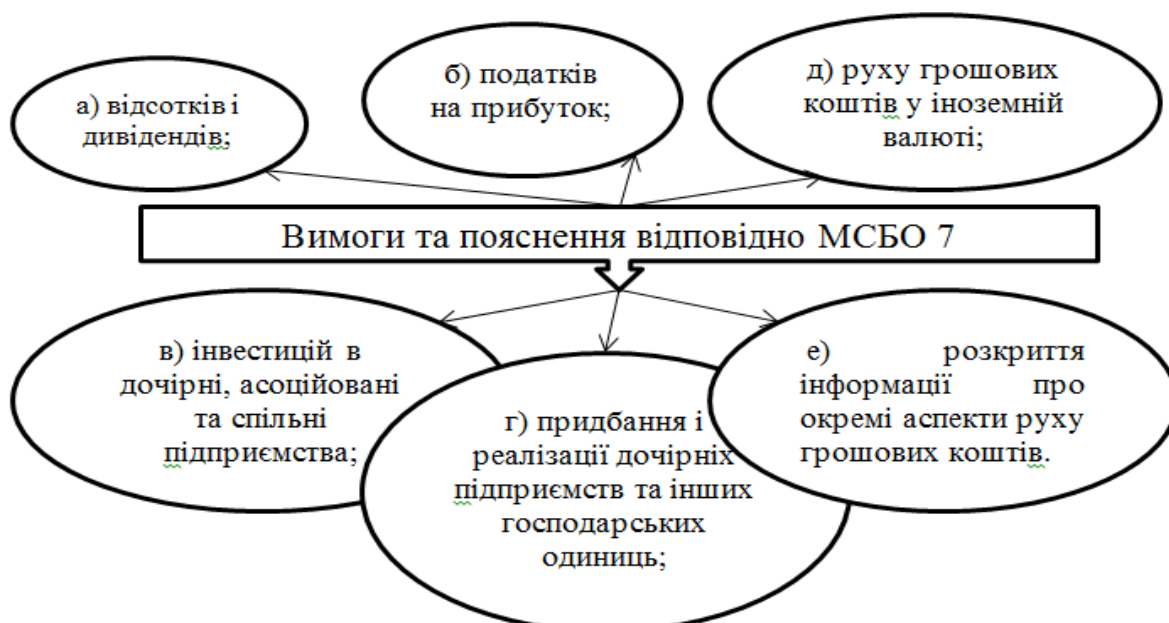 а) відсотків і
дивідендів;
б) податків
на прибуток;
д) руху грошових
коштів у іноземній
валюті;
Вимоги та пояснення відповідно МСБО 7
в) інвестицій в
дочірні, асоційовані
та спільні
підприємства;
г) придбання і
реалізації дочірніх
підприємств та інших
господарських
одиниць;
е) розкриття
інформації про
окремі аспекти руху
грошових коштів.